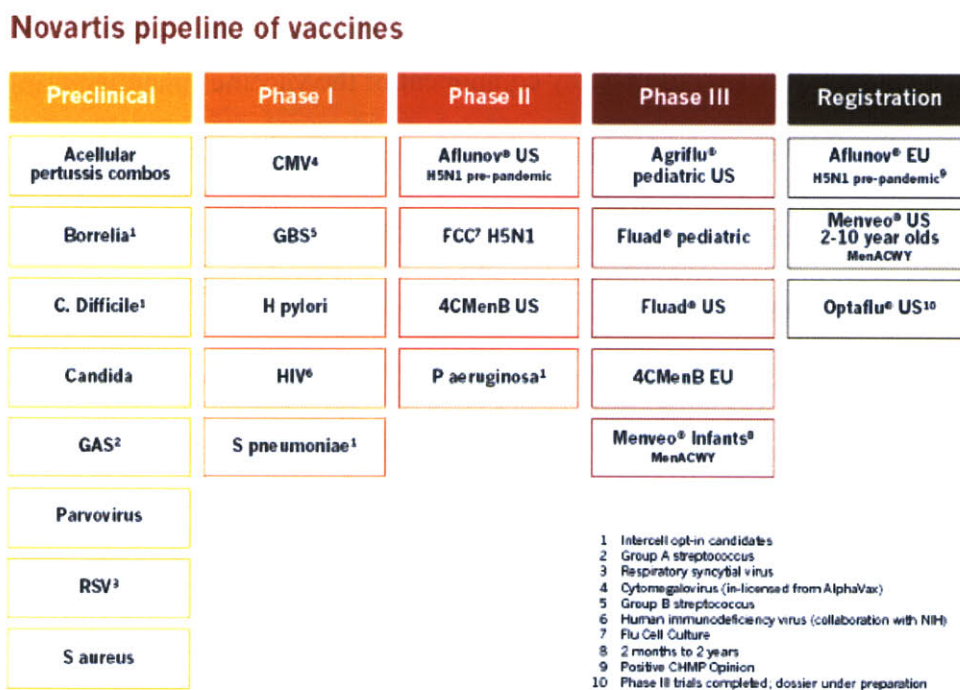 Novartis pipeline of vaccines
Preclinical
Acellular
pertussis combos
Borrelia¹
C. Difficile¹
Candida
GAS²
Parvovirus
RSV³
S aureus
Phase I
CMV⁴
GBS⁵
H pylori
HIV⁶
S pneumoniae¹
Phase II
Aflunov® US
H5N1 pre-pandemic
FCC⁷ H5N1
4CMenB US
P aeruginosa¹
Phase III
Agriflu®
pediatric US
Fluad® pediatric
Fluad® US
4CMenB EU
Menveo® Infants⁸
MenACWY
Registration
Aflunov® EU
H5N1 pre-pandemic⁹
Menveo® US
2-10 year olds
MenACWY
Optaflu® US¹⁰
1 Intercell opt-in candidates
2 Group A streptococcus
3 Respiratory syncytial virus
4 Cytomegalovirus (in-licensed from AlphaVax)
5 Group B streptococcus
6 Human immunodeficiency virus (collaboration with NIH)
7 Flu Cell Culture
8 2 months to 2 years
9 Positive CHMP Opinion
10 Phase III trials completed; dossier under preparation